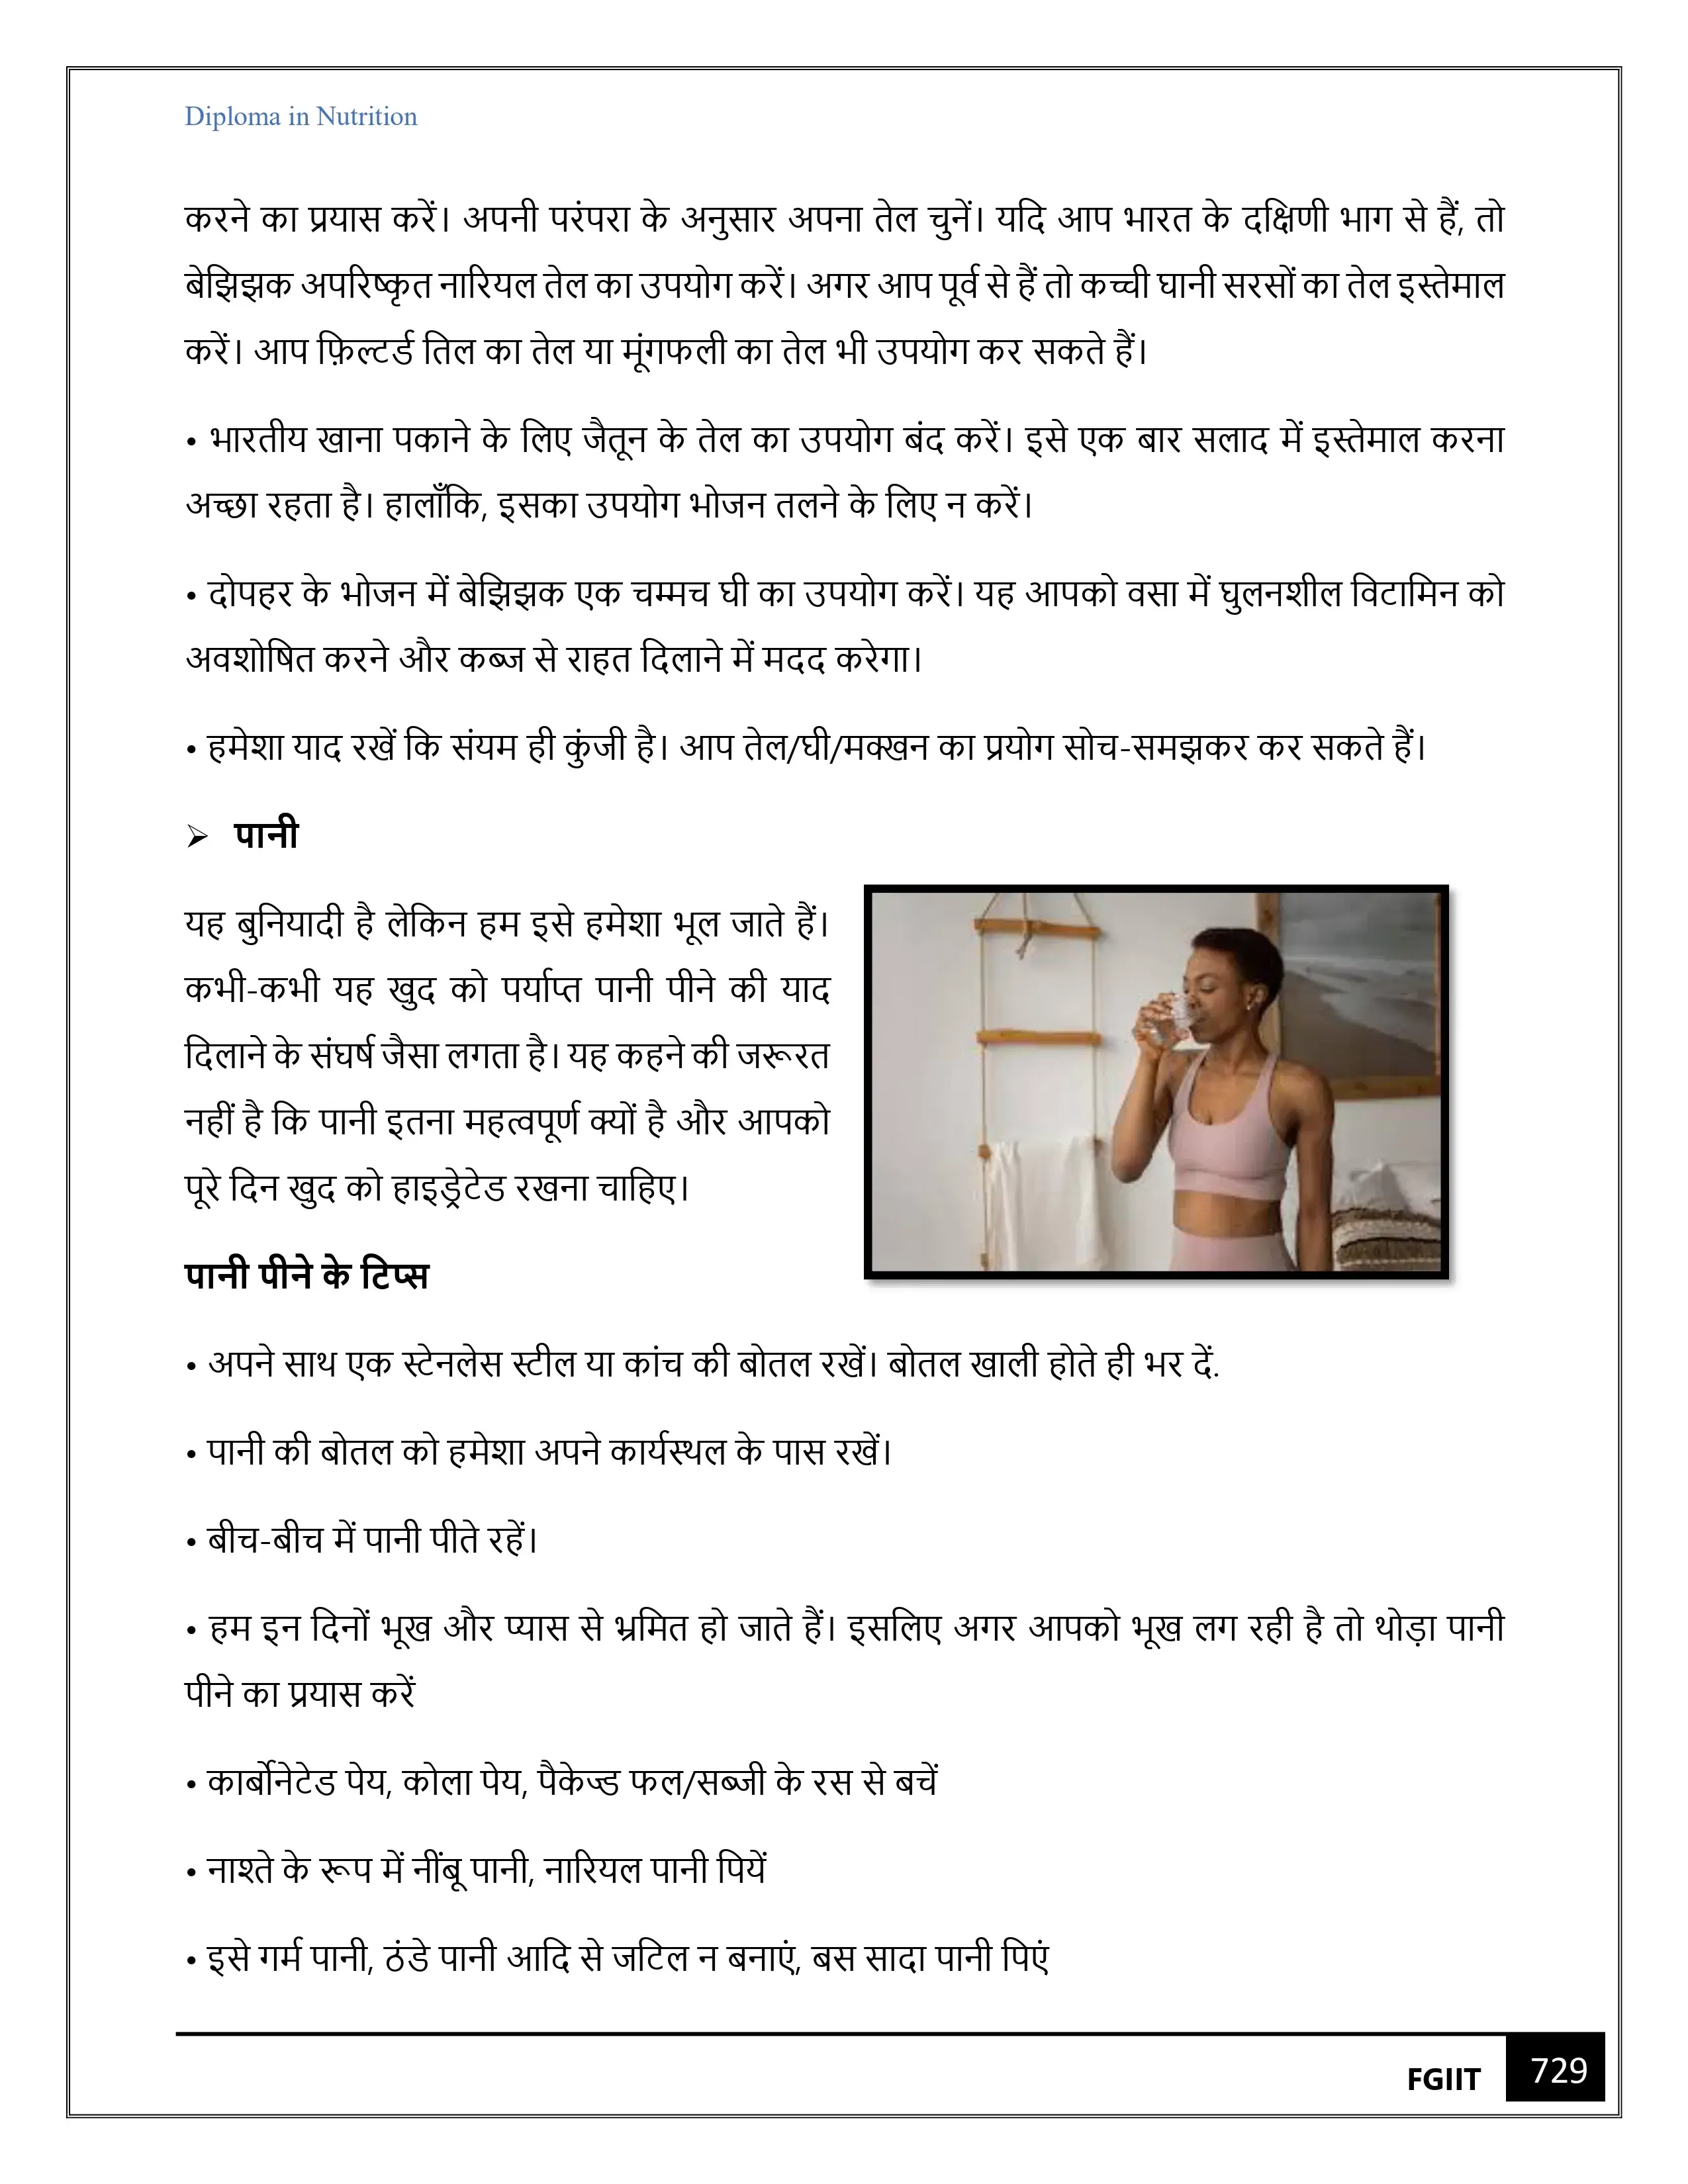 Diploma in Nutrition
करने का प्रयास करें। अपनी परंपरा के अनुसार अपना तेल चुनें। यदि आप भारत के दक्षिणी भाग से हैं, तो
बेझिझक अपरिष्कृत नारियल तेल का उपयोग करें। अगर आप पूर्व से हैं तो कच्ची घानी सरसों का तेल इस्तेमाल
करें। आप फ़िल्टर्ड तिल का तेल या मूंगफली का तेल भी उपयोग कर सकते हैं।
• भारतीय खाना पकाने के लिए जैतून के तेल का उपयोग बंद करें। इसे एक बार सलाद में इस्तेमाल करना
अच्छा रहता है। हालाँकि, इसका उपयोग भोजन तलने के लिए न करें।
• दोपहर के भोजन में बेझिझक एक चम्मच घी का उपयोग करें। यह आपको वसा में घुलनशील विटामिन को
अवशोषित करने और कब्ज से राहत दिलाने में मदद करेगा।
• हमेशा याद रखें कि संयम ही कुंजी है। आप तेल/घी/मक्खन का प्रयोग सोच-समझकर कर सकते हैं।
➢ पानी
यह बुनियादी है लेकिन हम इसे हमेशा भूल जाते हैं।
कभी-कभी यह खुद को पर्याप्त पानी पीने की याद
दिलाने के संघर्ष जैसा लगता है। यह कहने की जरूरत
नहीं है कि पानी इतना महत्वपूर्ण क्यों है और आपको
पूरे दिन खुद को हाइड्रेटेड रखना चाहिए।
पानी पीने के टिप्स
• अपने साथ एक स्टेनलेस स्टील या कांच की बोतल रखें। बोतल खाली होते ही भर दें.
• पानी की बोतल को हमेशा अपने कार्यस्थल के पास रखें।
• बीच-बीच में पानी पीते रहें।
• हम इन दिनों भूख और प्यास से भ्रमित हो जाते हैं। इसलिए अगर आपको भूख लग रही है तो थोड़ा पानी
पीने का प्रयास करें
• कार्बोनेटेड पेय, कोला पेय, पैकेज्ड फल/सब्जी के रस से बचें
• नाश्ते के रूप में नींबू पानी, नारियल पानी पियें
• इसे गर्म पानी, ठंडे पानी आदि से जटिल न बनाएं, बस सादा पानी पिएं
FGIIT 729